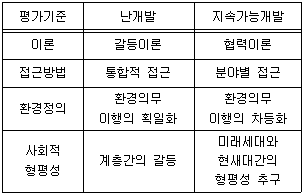 평가기준 난개발 지속가능개발
이론 갈등이론 협력이론
접근방법 통합적 접근 분야별 접근
환경정의 환경의무 이행의 획일화 환경의무 이행의 차등화
사회적 형평성 계층간의 갈등 미래세대와 현세대간의 형평성 추구